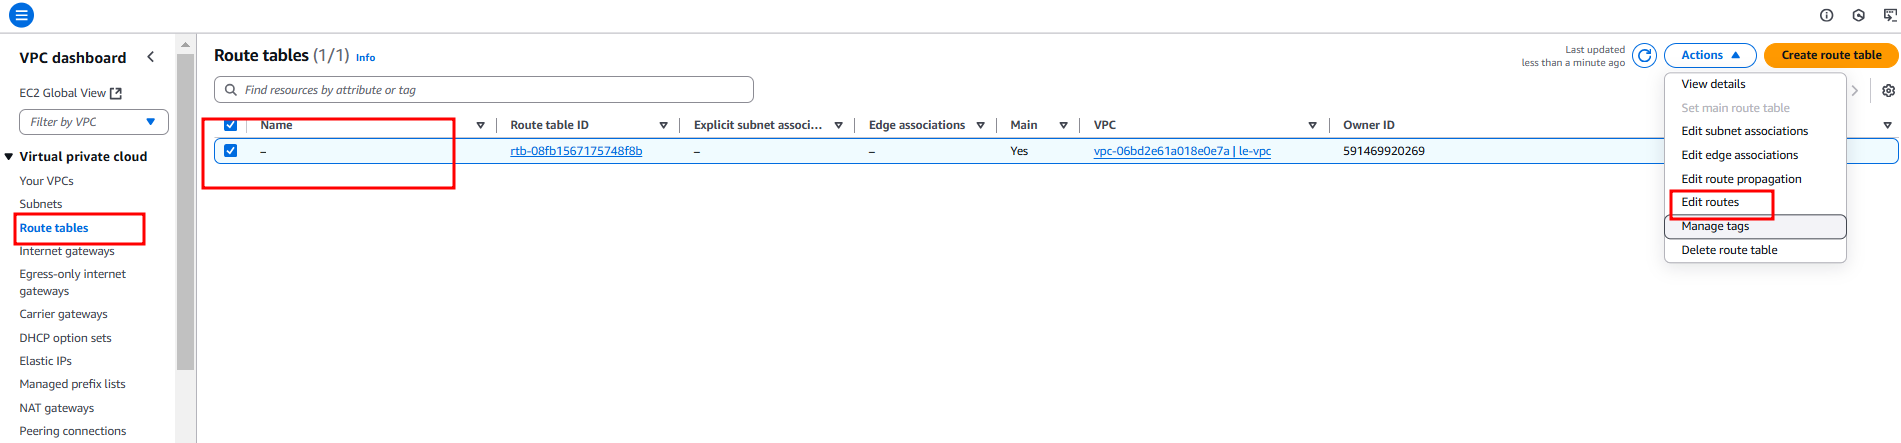 VPC dashboard
EC2 Global View
Filter by VPC
Virtual private cloud
Your VPCs
Subnets
Route tables
Internet gateways
Egress-only internet
gateways
Carrier gateways
DHCP option sets
Elastic IPs
Managed prefix lists
NAT gateways
Peering connections
Route tables (1/1) Info
Last updated
less than a minute ago
Actions
Create route table
Find resources by attribute or tag
Name Route table ID Explicit subnet associ... Edge associations Main VPC Owner ID
– rtb-08fb1567175748f8b – – Yes vpc-06bd2e61a018e0e7a | le-vpc 591469920269
View details
Set main route table
Edit subnet associations
Edit edge associations
Edit route propagation
Edit routes
Manage tags
Delete route table